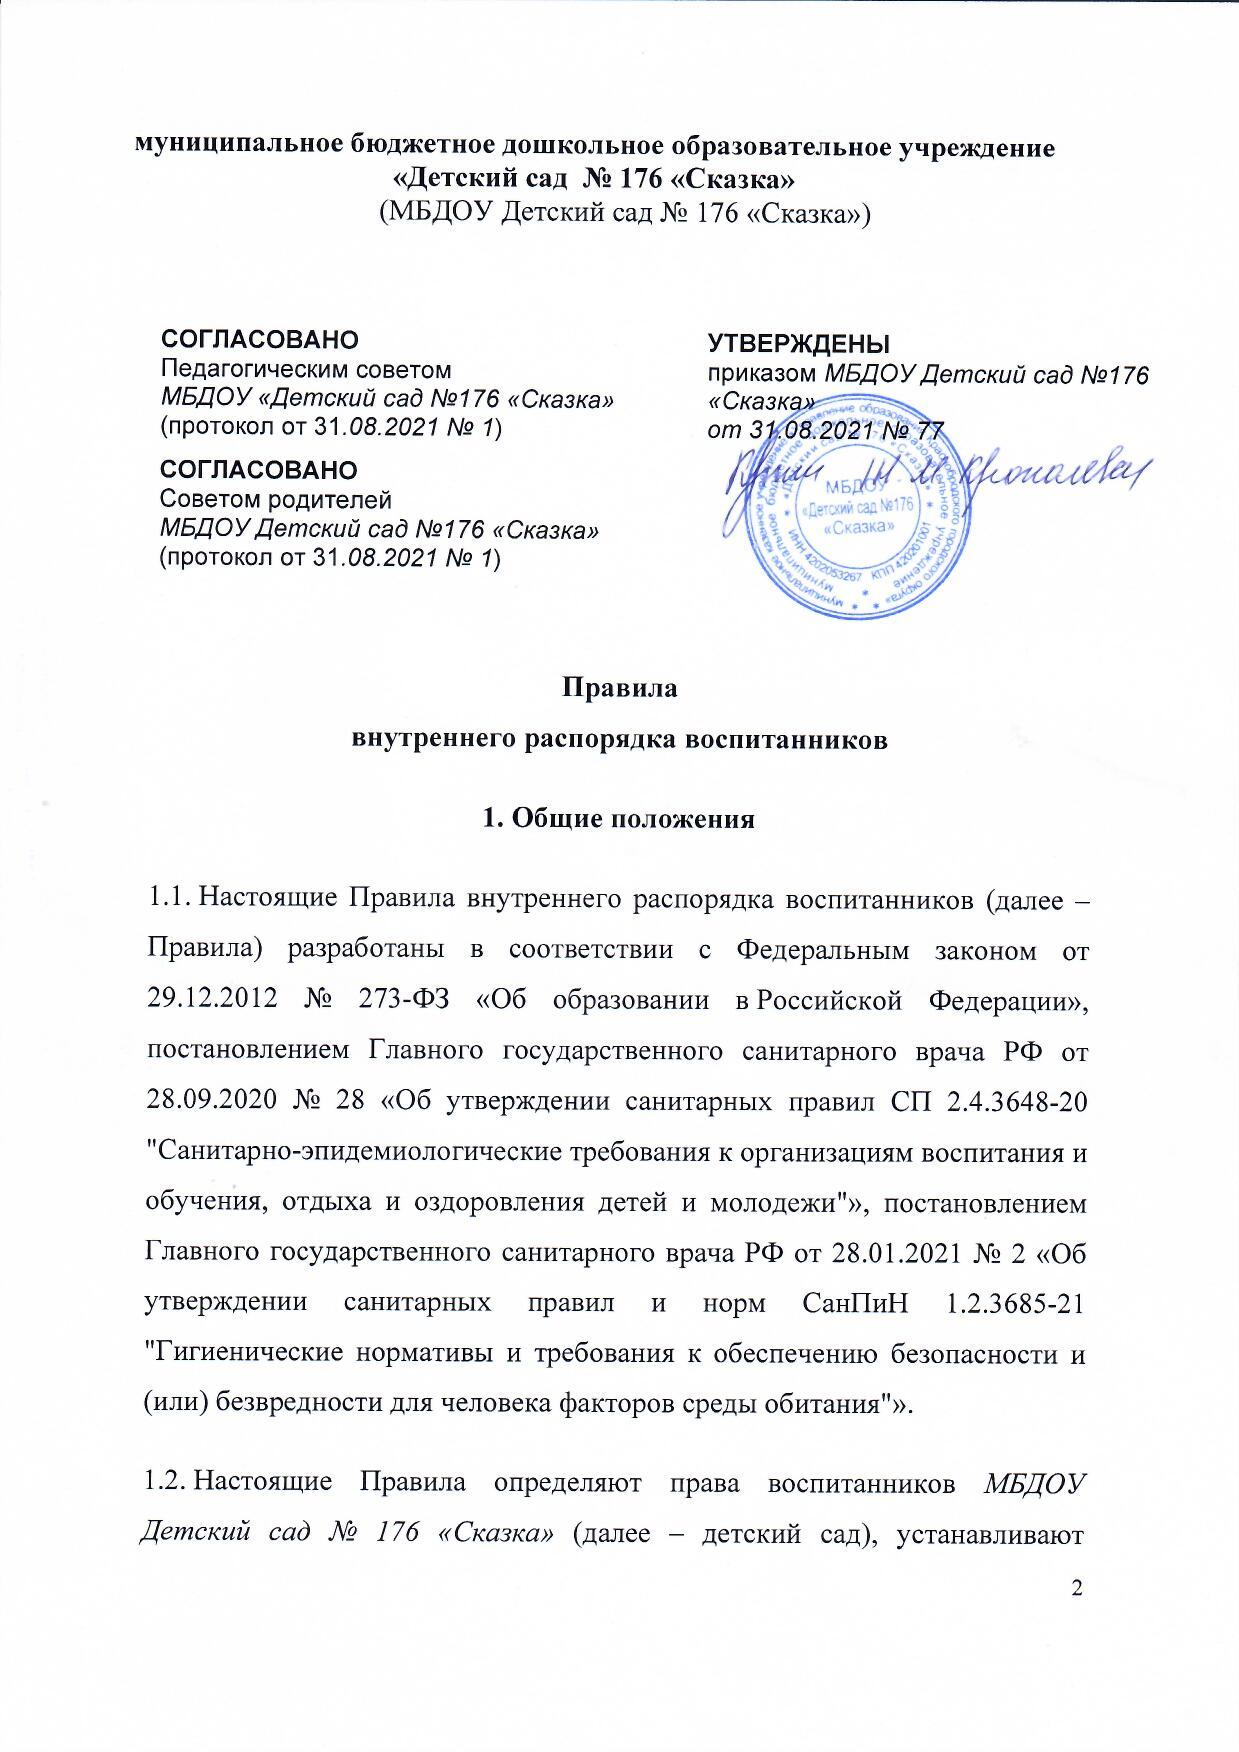 муниципальное бюджетное дошкольное образовательное учреждение
«Детский сад № 176 «Сказка»
(МБДОУ Детский сад № 176 «Сказка»)
СОГЛАСОВАНО
Педагогическим советом
МБДОУ «Детский сад №176 «Сказка»
(протокол от 31.08.2021 № 1)
СОГЛАСОВАНО
Советом родителей
МБДОУ Детский сад №176 «Сказка»
(протокол от 31.08.2021 № 1)
УТВЕРЖДЕНЫ
приказом МБДОУ Детский сад №176
«Сказка»
от 31.08.2021 № 77
МБДОУ
«Детский сад №176
«Сказка»
ИНН 4202053267 КПП 420201001
Правила
внутреннего распорядка воспитанников
1. Общие положения
1.1. Настоящие Правила внутреннего распорядка воспитанников (далее –
Правила) разработаны в соответствии с Федеральным законом от
29.12.2012 № 273-ФЗ «Об образовании в Российской Федерации»,
постановлением Главного государственного санитарного врача РФ от
28.09.2020 № 28 «Об утверждении санитарных правил СП 2.4.3648-20
"Санитарно-эпидемиологические требования к организациям воспитания и
обучения, отдыха и оздоровления детей и молодежи"», постановлением
Главного государственного санитарного врача РФ от 28.01.2021 № 2 «Об
утверждении санитарных правил и норм СанПиН 1.2.3685-21
"Гигиенические нормативы и требования к обеспечению безопасности и
(или) безвредности для человека факторов среды обитания"».
1.2. Настоящие Правила определяют права воспитанников МБДОУ
Детский сад № 176 «Сказка» (далее – детский сад), устанавливают
2